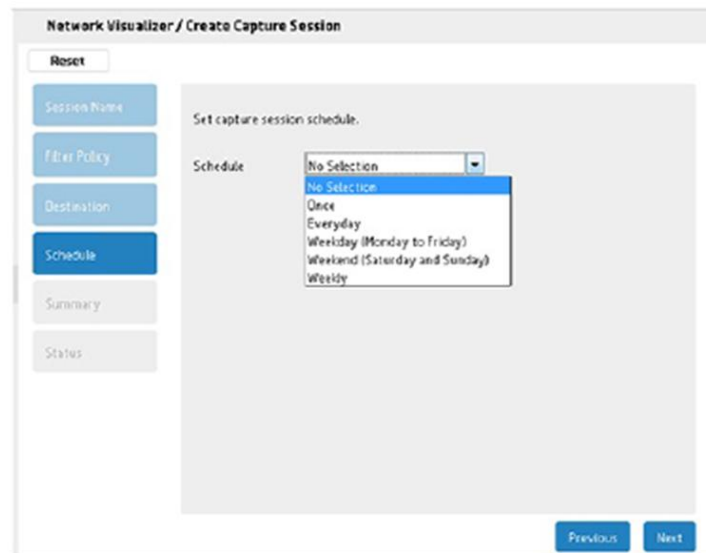 Network Visualizer / Create Capture Session
Reset
Session Name
Filter Policy
Destination
Schedule
Summary
Status
Set capture session schedule.
Schedule
No Selection
No Selection
Once
Everyday
Weekday (Monday to Friday)
Weekend (Saturday and Sunday)
Weekly
Previous
Next